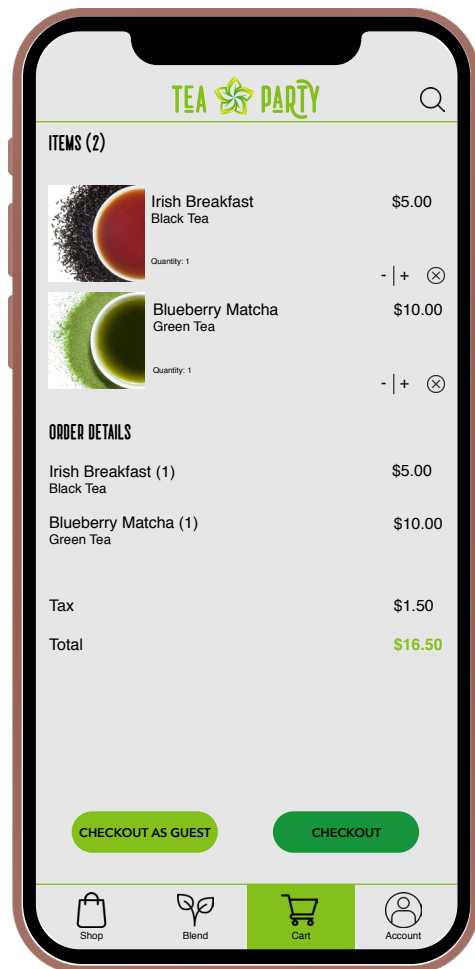 TEA PARTY
ITEMS (2)
Irish Breakfast $5.00
Black Tea
Quantity: 1
- | +
Blueberry Matcha $10.00
Green Tea
Quantity: 1
- | +
ORDER DETAILS
Irish Breakfast (1) $5.00
Black Tea
Blueberry Matcha (1) $10.00
Green Tea
Tax $1.50
Total $16.50
CHECKOUT AS GUEST CHECKOUT
Shop Blend Cart Account